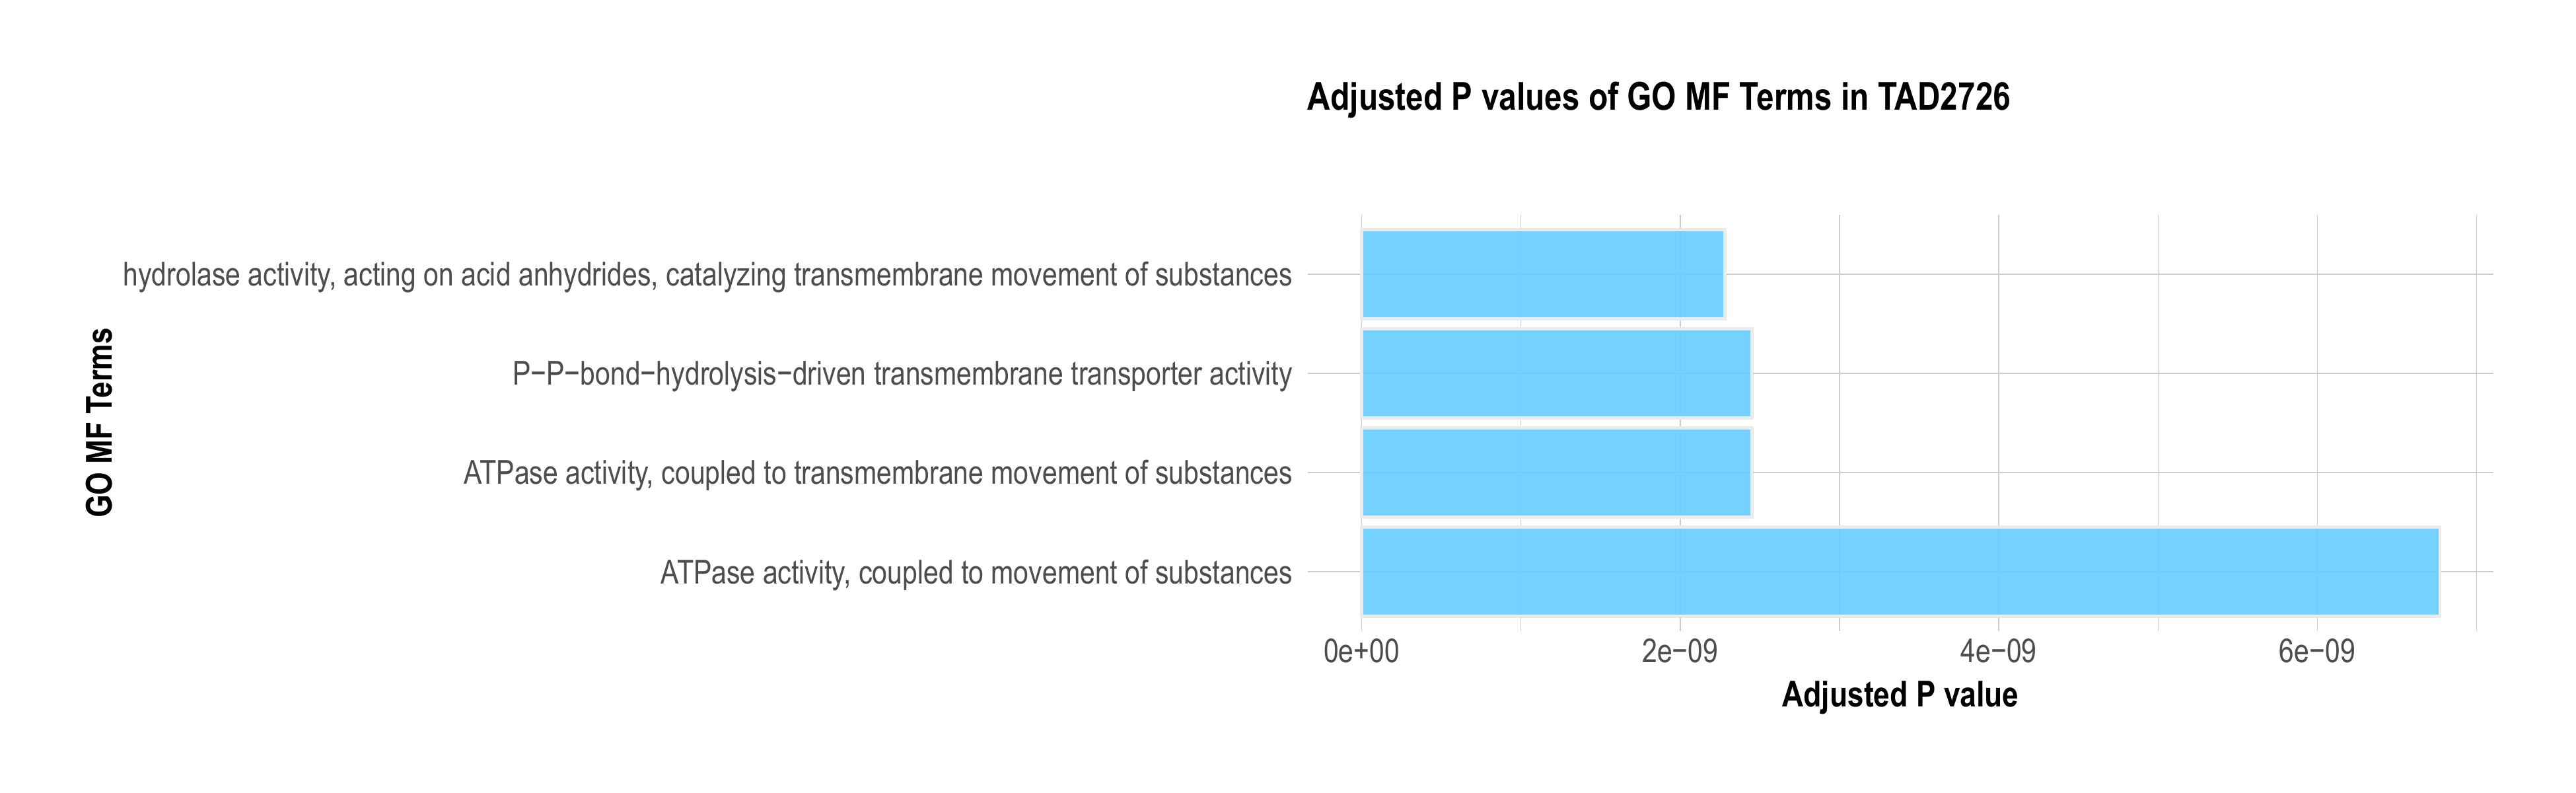 Adjusted P values of GO MF Terms in TAD2726
GO MF Terms
hydrolase activity, acting on acid anhydrides, catalyzing transmembrane movement of substances
P−P−bond−hydrolysis−driven transmembrane transporter activity
ATPase activity, coupled to transmembrane movement of substances
ATPase activity, coupled to movement of substances
0e+00 2e−09 4e−09 6e−09
Adjusted P value